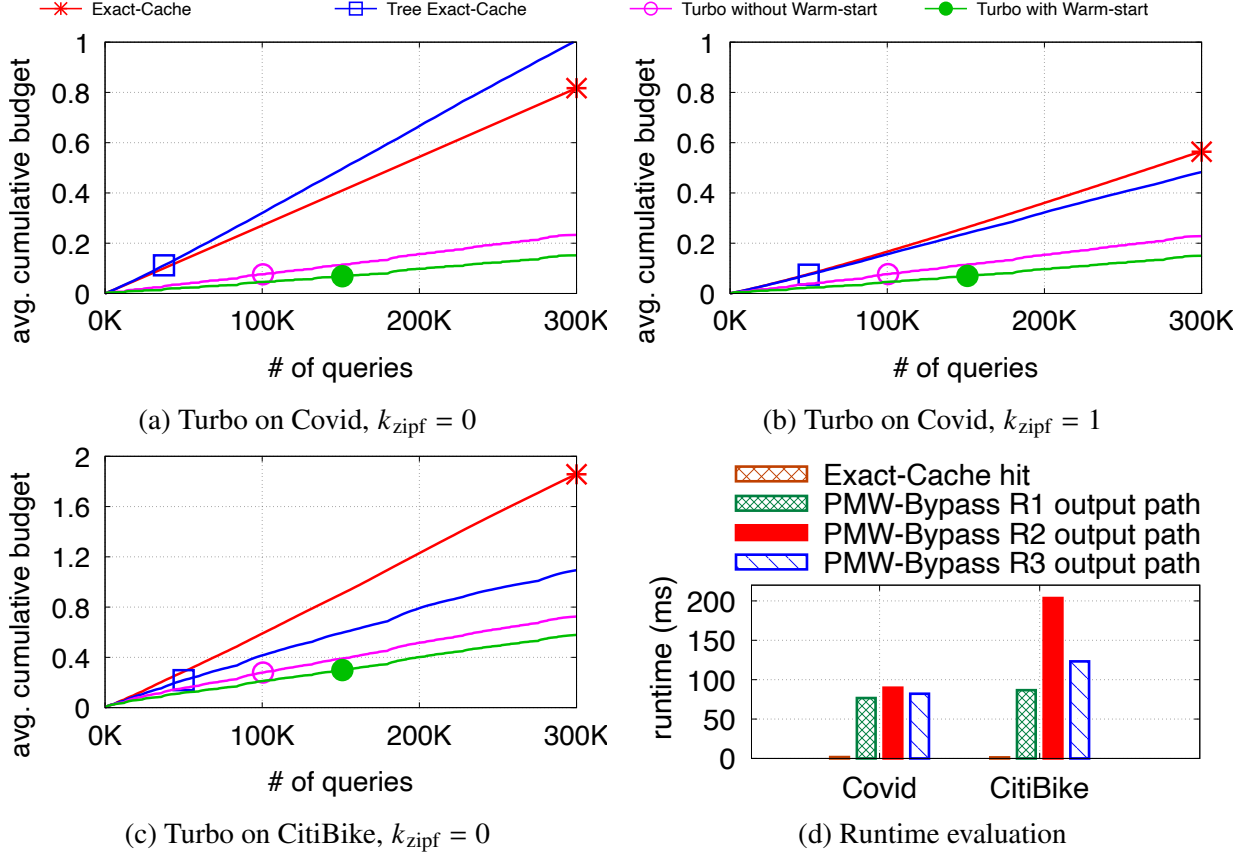 Exact-Cache Tree Exact-Cache Turbo without Warm-start Turbo with Warm-start
avg. cumulative budget
1
0.8
0.6
0.4
0.2
0
0K 100K 200K 300K
# of queries
(a) Turbo on Covid, k_zipf = 0
avg. cumulative budget
1
0.8
0.6
0.4
0.2
0
0K 100K 200K 300K
# of queries
(b) Turbo on Covid, k_zipf = 1
avg. cumulative budget
2
1.6
1.2
0.8
0.4
0
0K 100K 200K 300K
# of queries
(c) Turbo on CitiBike, k_zipf = 0
Exact-Cache hit
PMW-Bypass R1 output path
PMW-Bypass R2 output path
PMW-Bypass R3 output path
runtime (ms)
200
150
100
50
0
Covid CitiBike
(d) Runtime evaluation